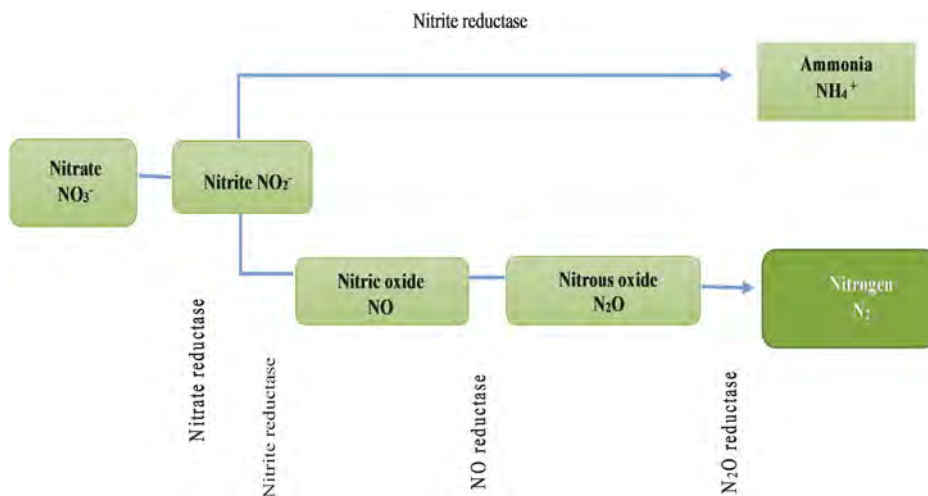 Nitrite reductase
Ammonia
NH₄⁺
Nitrate
NO₃⁻
Nitrite NO₂⁻
Nitric oxide
NO
Nitrous oxide
N₂O
Nitrogen
N₂
Nitrate reductase
Nitrite reductase
NO reductase
N₂O reductase